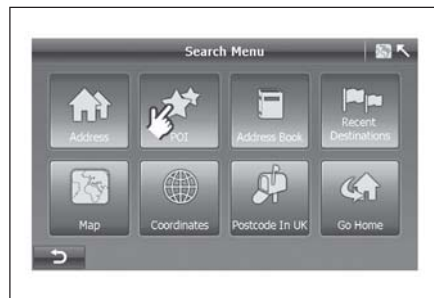 Search Menu
Address
POI
Address Book
Recent
Destinations
Map
Coordinates
Postcode In UK
Go Home